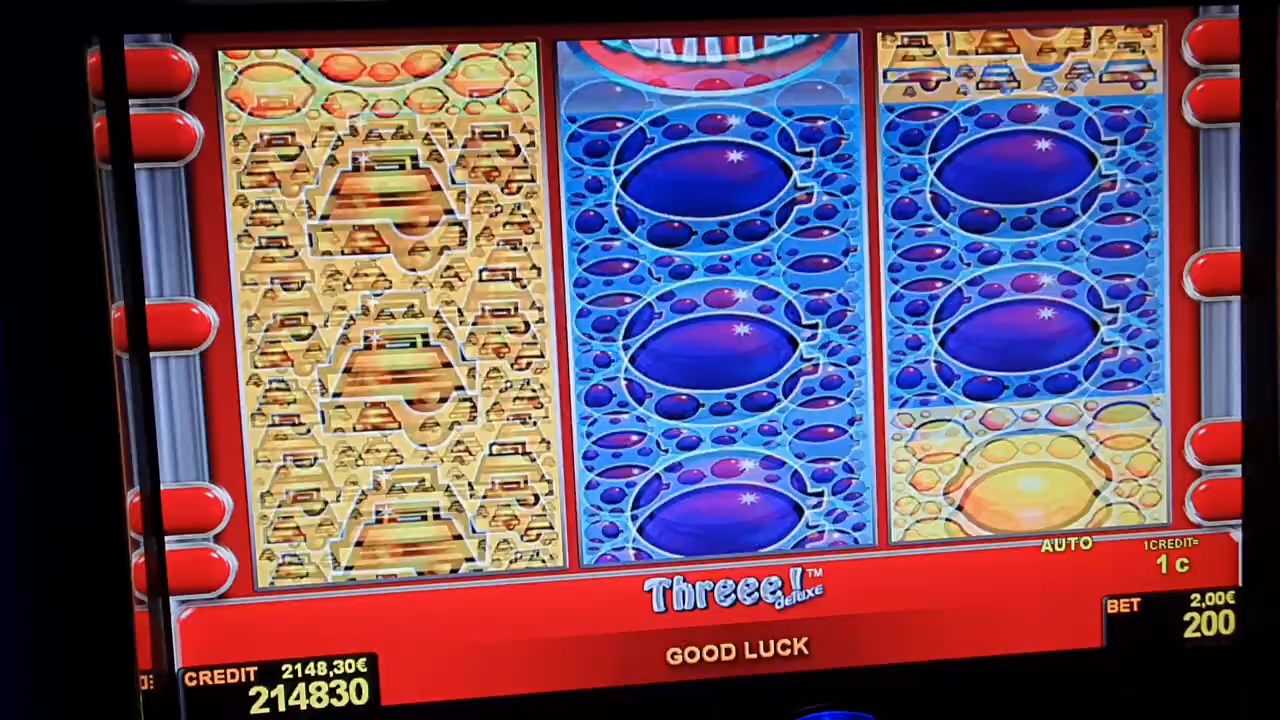 AUTO
1CREDIT=
1 c
Threee!™
deluxe
BET
2,00€
200
GOOD LUCK
CREDIT
2148,30€
214830